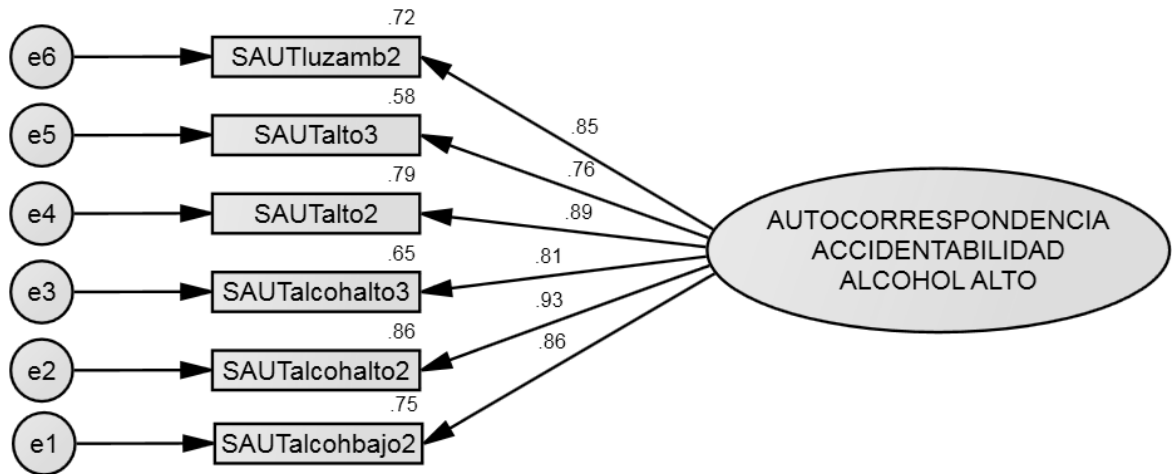 .72
e6
SAUTluzamb2
.58
.85
e5
SAUTalto3
.76
.79
e4
SAUTalto2
.89
AUTOCORRESPONDENCIA
ACCIDENTABILIDAD
ALCOHOL ALTO
.65
.81
e3
SAUTalcohalto3
.93
.86
.86
e2
SAUTalcohalto2
.75
e1
SAUTalcohbajo2